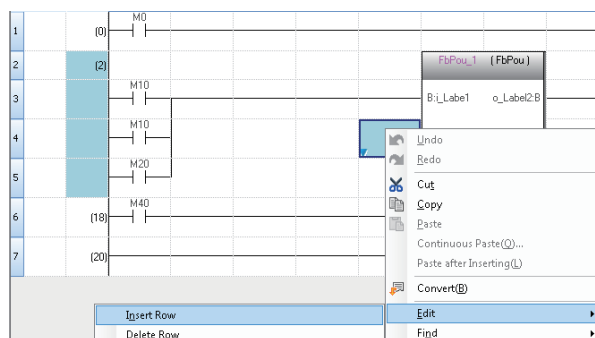 M0
1 (0)
2 (2) FbPou_1 (FbPou)
M10
3 B:i_Labe1 o_Label2:B
M10
4
M20
5
M40
6 (18)
7 (20)
Undo
Redo
Cut
Copy
Paste
Continuous Paste(O)...
Paste after Inserting(L)
Convert(B)
Insert Row Edit
Delete Row Find